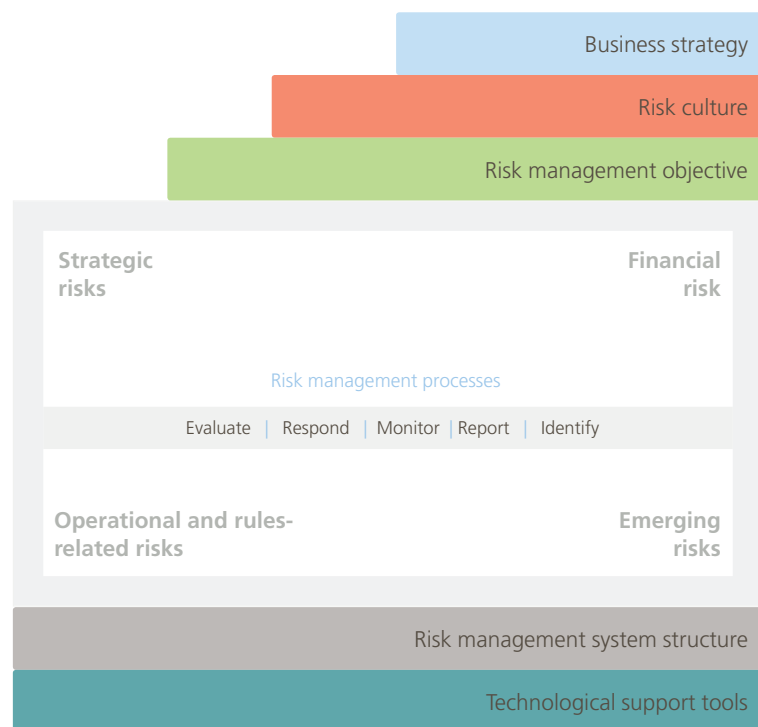 Business strategy
Risk culture
Risk management objective
Strategic
risks
Financial
risk
Risk management processes
Evaluate | Respond | Monitor | Report | Identify
Operational and rules-
related risks
Emerging
risks
Risk management system structure
Technological support tools